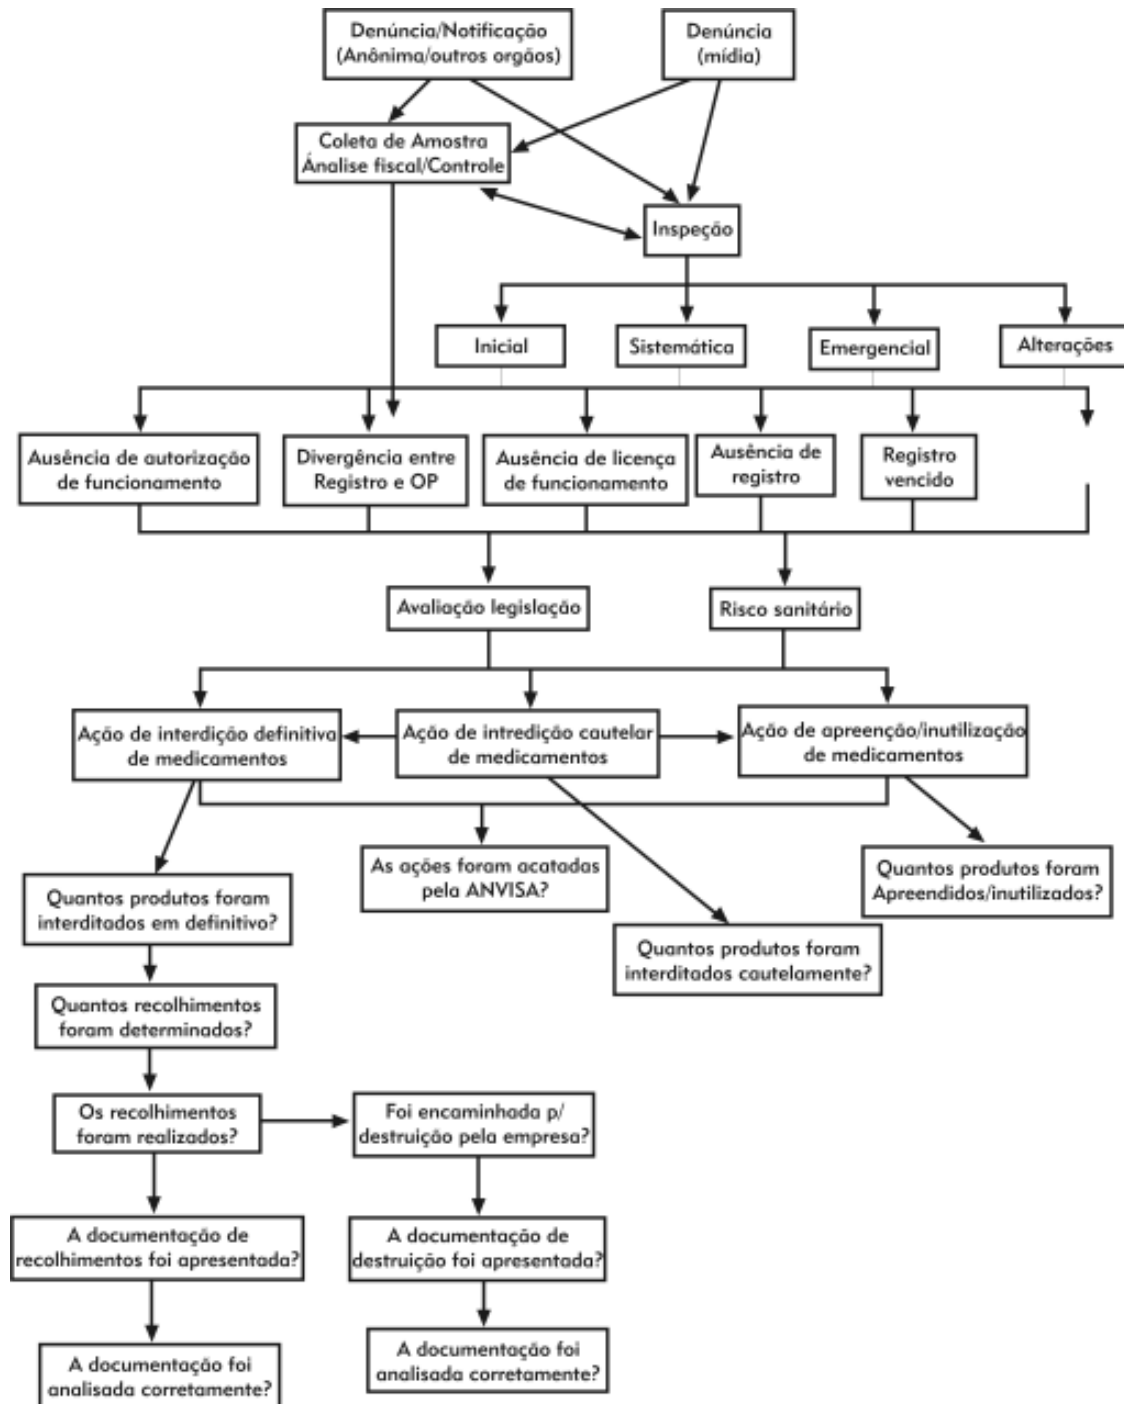 Denúncia/Notificação
(Anônima/outros orgãos)
Denúncia
(mídia)
Coleta de Amostra
Ánalise fiscal/Controle
Inspeção
Inicial
Sistemática
Emergencial
Alterações
Ausência de autorização
de funcionamento
Divergência entre
Registro e OP
Ausência de licença
de funcionamento
Ausência de
registro
Registro
vencido
Avaliação legislação
Risco sanitário
Ação de interdição definitiva
de medicamentos
Ação de intredição cautelar
de medicamentos
Ação de apreenção/inutilização
de medicamentos
As ações foram acatadas
pela ANVISA?
Quantos produtos foram
Apreendidos/inutilizados?
Quantos produtos foram
interditados em definitivo?
Quantos produtos foram
interditados cautelamente?
Quantos recolhimentos
foram determinados?
Os recolhimentos
foram realizados?
Foi encaminhada p/
destruição pela empresa?
A documentação de
recolhimentos foi apresentada?
A documentação de
destruição foi apresentada?
A documentação foi
analisada corretamente?
A documentação foi
analisada corretamente?